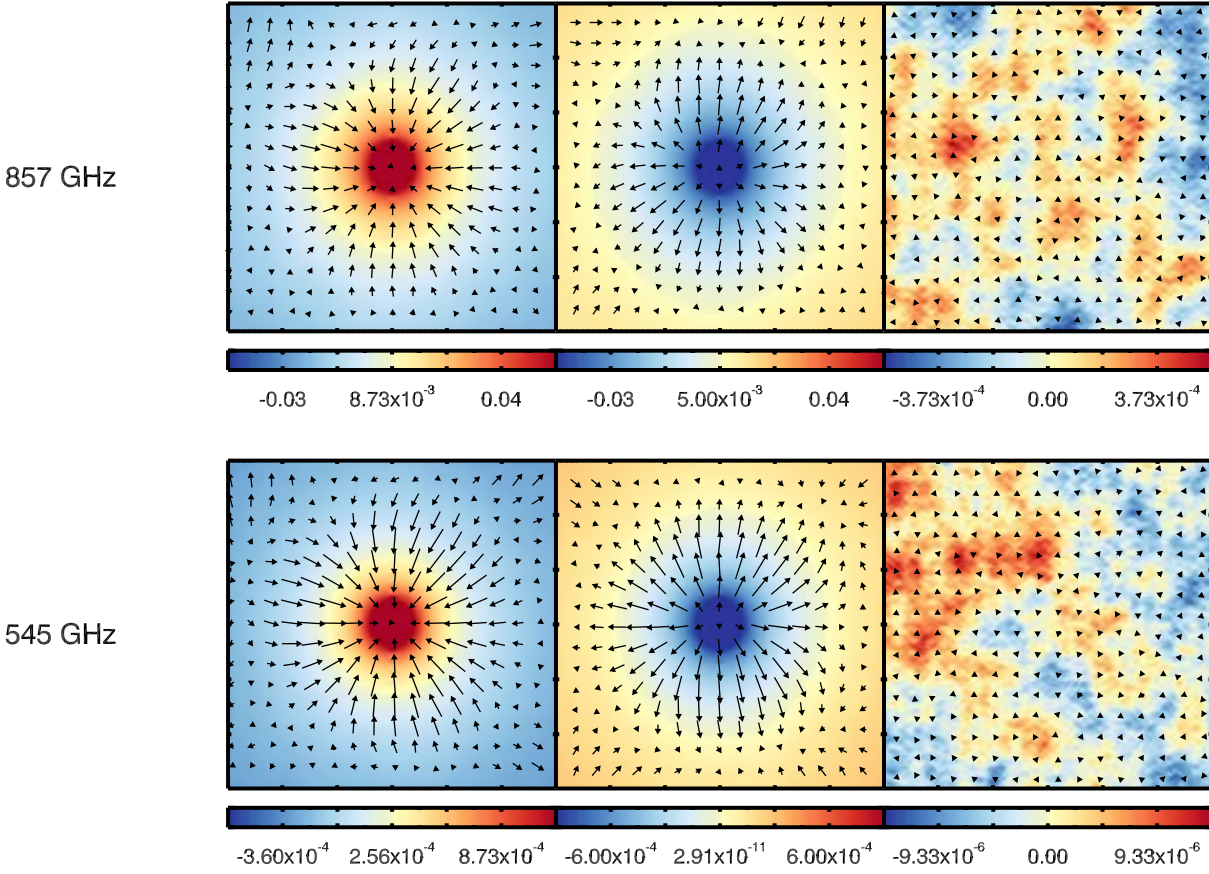 857 GHz
-0.03 8.73x10⁻³ 0.04 -0.03 5.00x10⁻³ 0.04 -3.73x10⁻⁴ 0.00 3.73x10⁻⁴
545 GHz
-3.60x10⁻⁴ 2.56x10⁻⁴ 8.73x10⁻⁴ -6.00x10⁻⁴ 2.91x10⁻¹¹ 6.00x10⁻⁴ -9.33x10⁻⁶ 0.00 9.33x10⁻⁶